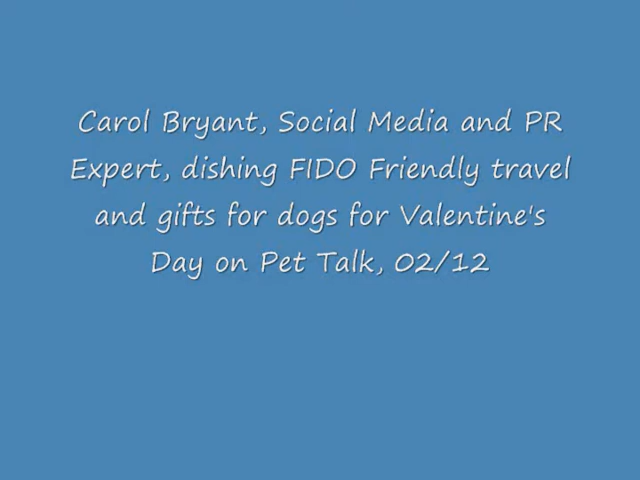 Carol Bryant, Social Media and PR
Expert, dishing FIDO Friendly travel
and gifts for dogs for Valentine's
Day on Pet Talk, 02/12